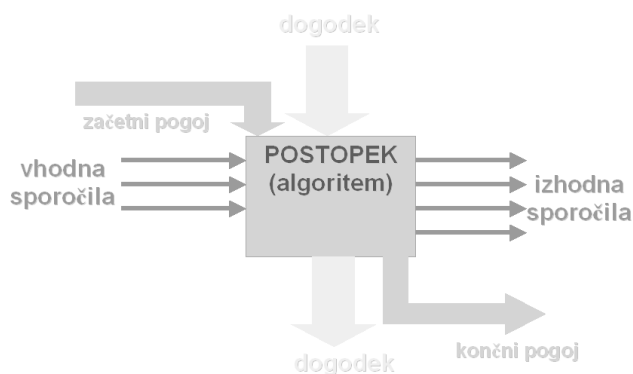 dogodek
začetni pogoj
POSTOPEK
(algoritem)
vhodna
sporočila
izhodna
sporočila
končni pogoj
dogodek